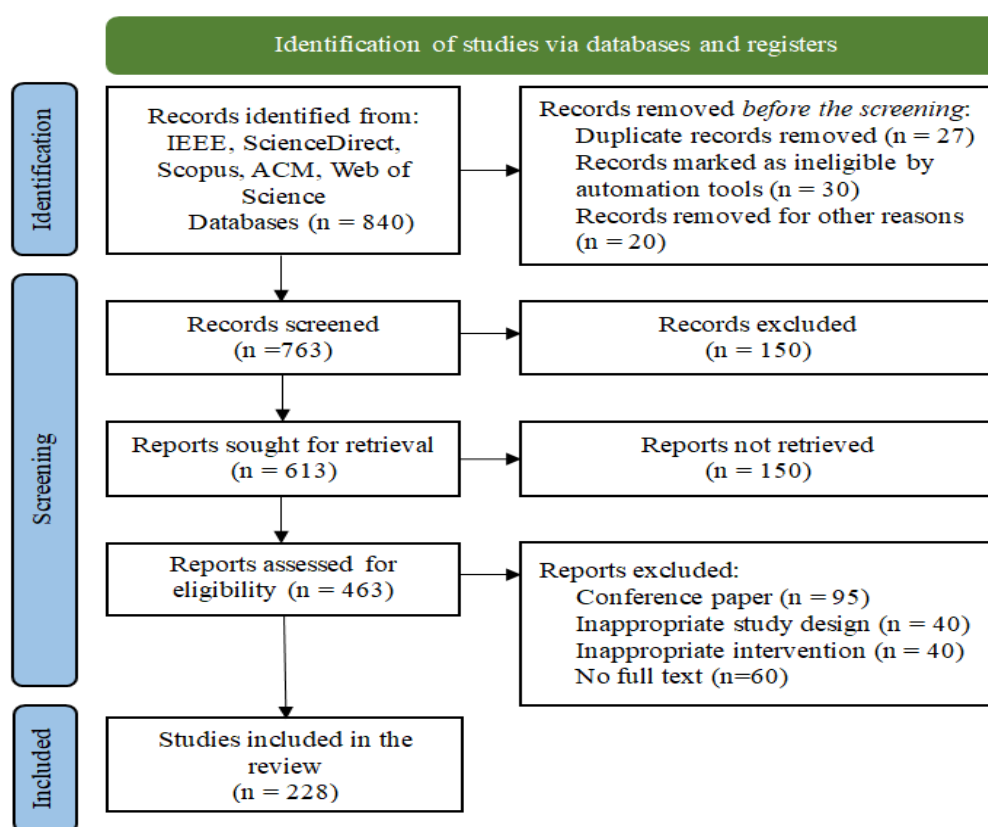 Identification of studies via databases and registers
Identification
Records identified from:
IEEE, ScienceDirect,
Scopus, ACM, Web of
Science
Databases (n = 840)
Records removed before the screening:
Duplicate records removed (n = 27)
Records marked as ineligible by
automation tools (n = 30)
Records removed for other reasons
(n = 20)
Screening
Records screened
(n =763)
Records excluded
(n = 150)
Reports sought for retrieval
(n = 613)
Reports not retrieved
(n = 150)
Reports assessed for
eligibility (n = 463)
Reports excluded:
Conference paper (n = 95)
Inappropriate study design (n = 40)
Inappropriate intervention (n = 40)
No full text (n=60)
Included
Studies included in the
review
(n = 228)